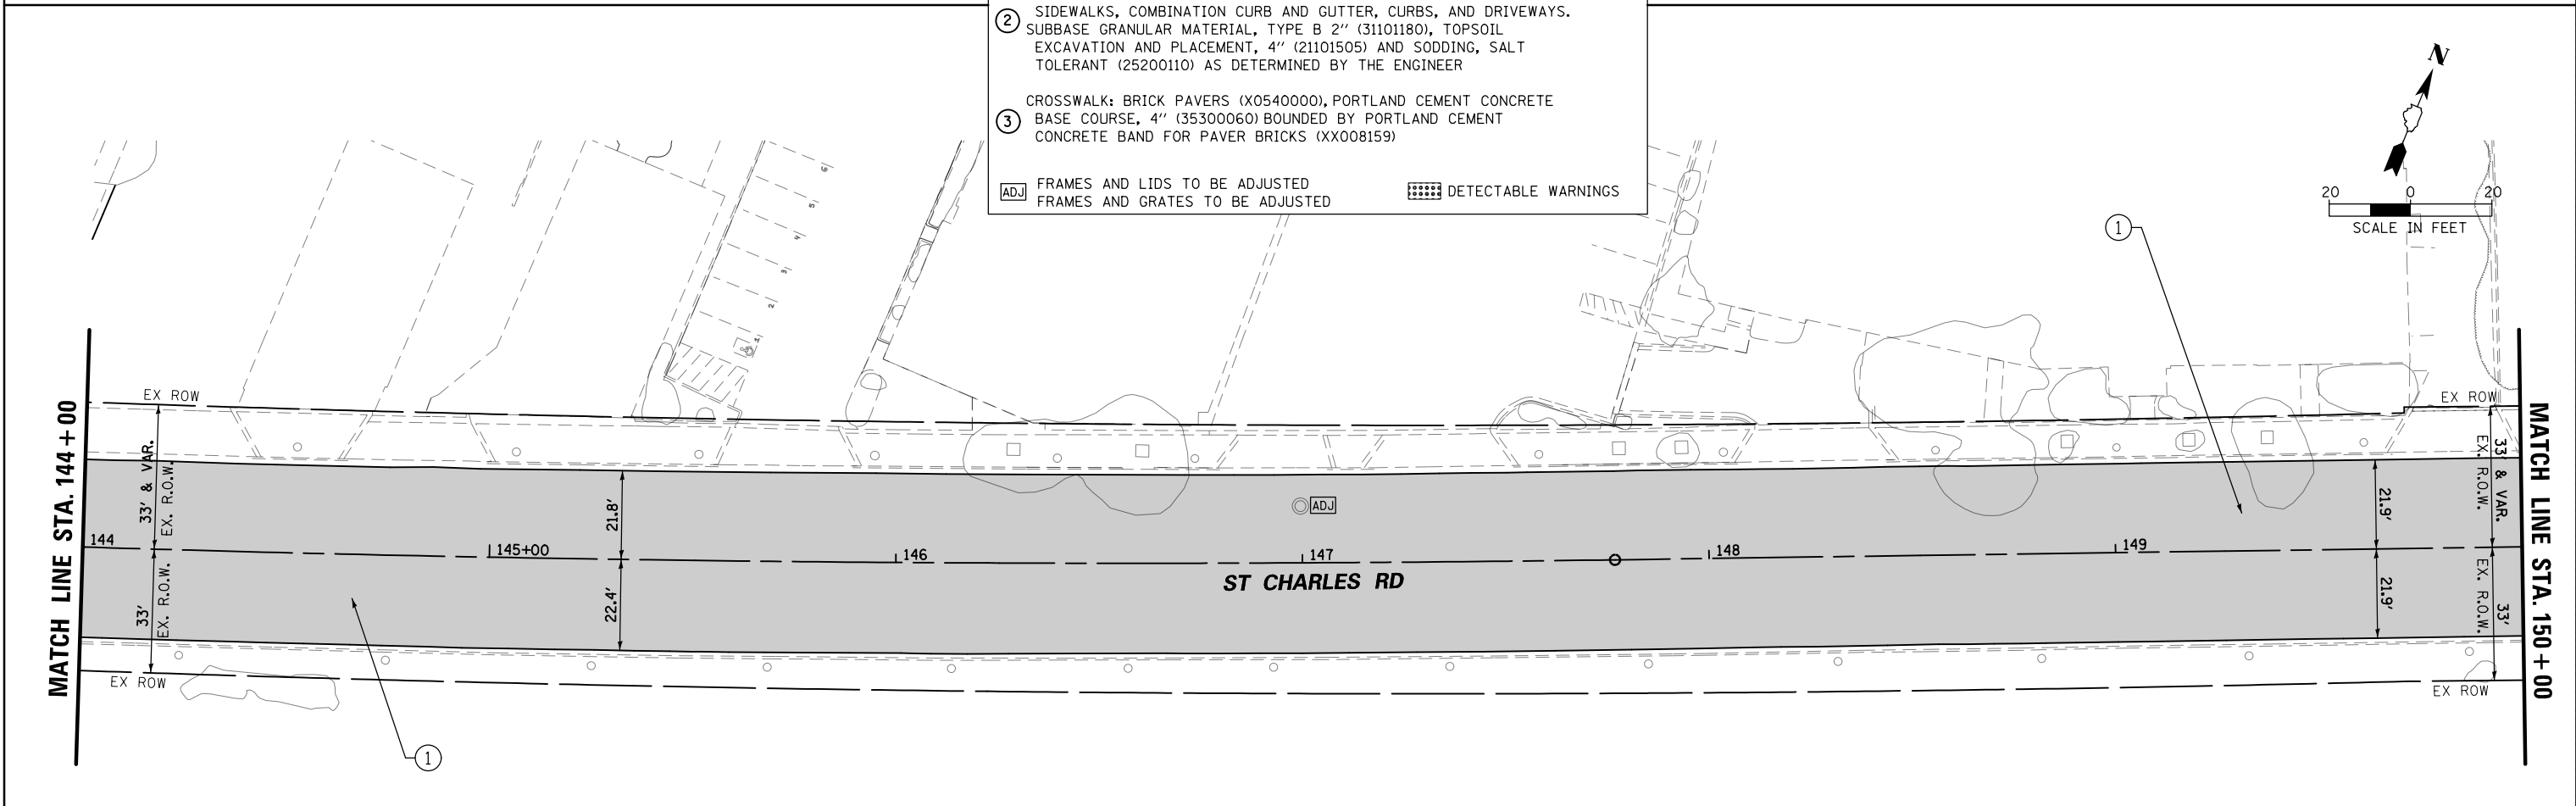 ② SIDEWALKS, COMBINATION CURB AND GUTTER, CURBS, AND DRIVEWAYS.
SUBBASE GRANULAR MATERIAL, TYPE B 2" (31101180), TOPSOIL
EXCAVATION AND PLACEMENT, 4" (21101505) AND SODDING, SALT
TOLERANT (25200110) AS DETERMINED BY THE ENGINEER
③ CROSSWALK: BRICK PAVERS (X0540000), PORTLAND CEMENT CONCRETE
BASE COURSE, 4" (35300060) BOUNDED BY PORTLAND CEMENT
CONCRETE BAND FOR PAVER BRICKS (XX008159)
ADJ FRAMES AND LIDS TO BE ADJUSTED
FRAMES AND GRATES TO BE ADJUSTED
DETECTABLE WARNINGS
N
20 0 20
SCALE IN FEET
1
6
5
4
3
2
1
EX ROW
EX ROW
MATCH LINE STA. 144+00
33' & VAR.
EX. R.O.W.
33'
EX. R.O.W.
21.8'
22.4'
ADJ
144
145+00
146
147
148
149
ST CHARLES RD
21.9'
21.9'
33' & VAR.
EX. R.O.W.
33'
EX. R.O.W.
MATCH LINE STA. 150+00
EX ROW
EX ROW
1